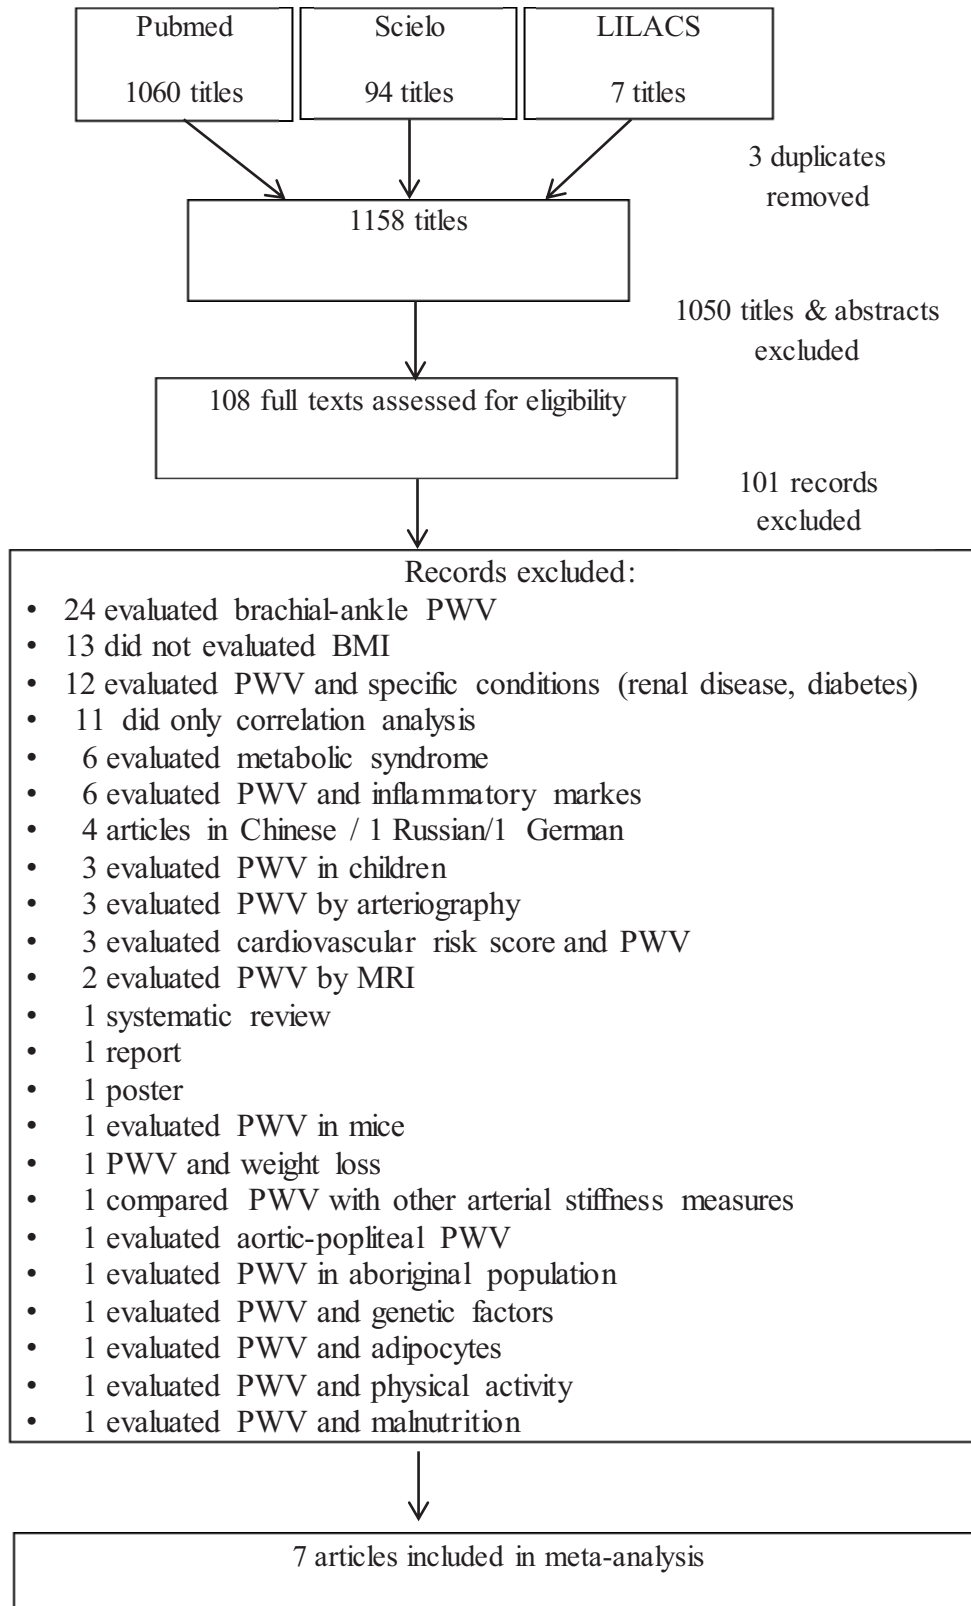 Pubmed
1060 titles
Scielo
94 titles
LILACS
7 titles
3 duplicates
removed
1158 titles
1050 titles & abstracts
excluded
108 full texts assessed for eligibility
101 records
excluded
Records excluded:
• 24 evaluated brachial-ankle PWV
• 13 did not evaluated BMI
• 12 evaluated PWV and specific conditions (renal disease, diabetes)
• 11 did only correlation analysis
• 6 evaluated metabolic syndrome
• 6 evaluated PWV and inflammatory markes
• 4 articles in Chinese / 1 Russian/1 German
• 3 evaluated PWV in children
• 3 evaluated PWV by arteriography
• 3 evaluated cardiovascular risk score and PWV
• 2 evaluated PWV by MRI
• 1 systematic review
• 1 report
• 1 poster
• 1 evaluated PWV in mice
• 1 PWV and weight loss
• 1 compared PWV with other arterial stiffness measures
• 1 evaluated aortic-popliteal PWV
• 1 evaluated PWV in aboriginal population
• 1 evaluated PWV and genetic factors
• 1 evaluated PWV and adipocytes
• 1 evaluated PWV and physical activity
• 1 evaluated PWV and malnutrition
7 articles included in meta-analysis